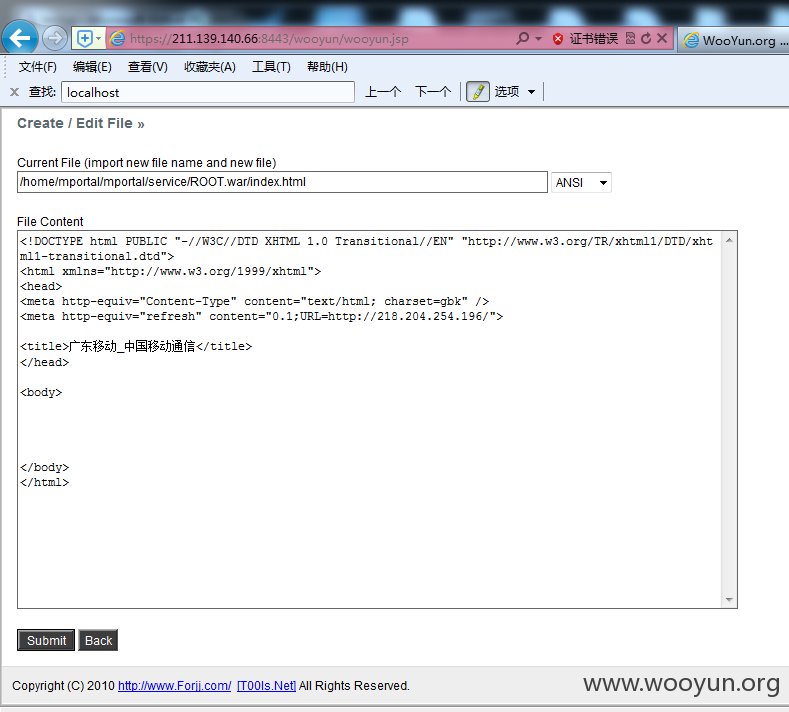 https://211.139.140.66:8443/wooyun/wooyun.jsp
证书错误
WooYun.org ...
文件(F) 编辑(E) 查看(V) 收藏夹(A) 工具(T) 帮助(H)
查找: localhost 上一个 下一个 选项
Create / Edit File »
Current File (import new file name and new file)
/home/mportal/mportal/service/ROOT.war/index.html ANSI
File Content
<!DOCTYPE html PUBLIC "-//W3C//DTD XHTML 1.0 Transitional//EN" "http://www.w3.org/TR/xhtml1/DTD/xht
ml1-transitional.dtd">
<html xmlns="http://www.w3.org/1999/xhtml">
<head>
<meta http-equiv="Content-Type" content="text/html; charset=gbk" />
<meta http-equiv="refresh" content="0.1;URL=http://218.204.254.196/">
<title>广东移动_中国移动通信</title>
</head>
<body>
</body>
</html>
Submit Back
Copyright (C) 2010 http://www.Forjj.com/ [T00ls.Net] All Rights Reserved.
www.wooyun.org